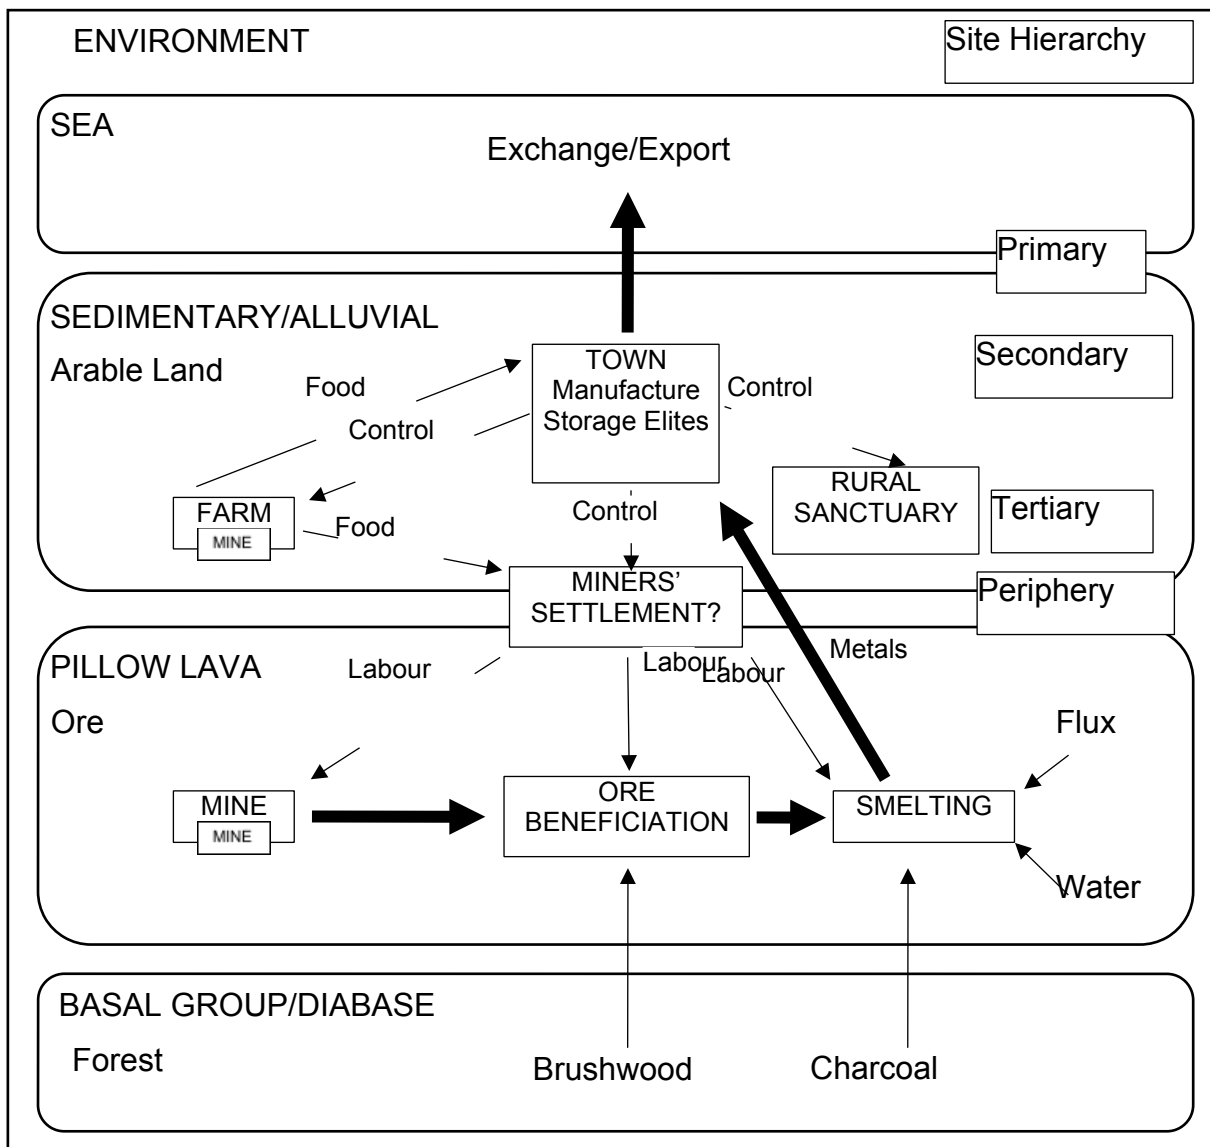 ENVIRONMENT
Site Hierarchy
SEA
Exchange/Export
Primary
SEDIMENTARY/ALLUVIAL
Arable Land
Secondary
TOWN
Manufacture
Storage Elites
Food
Control
Control
RURAL
SANCTUARY
Tertiary
FARM
MINE
Food
Control
MINERS’
SETTLEMENT?
Periphery
PILLOW LAVA
Ore
Labour
Labour
Labour
Metals
Flux
MINE
MINE
ORE
BENEFICIATION
SMELTING
Water
BASAL GROUP/DIABASE
Forest
Brushwood
Charcoal